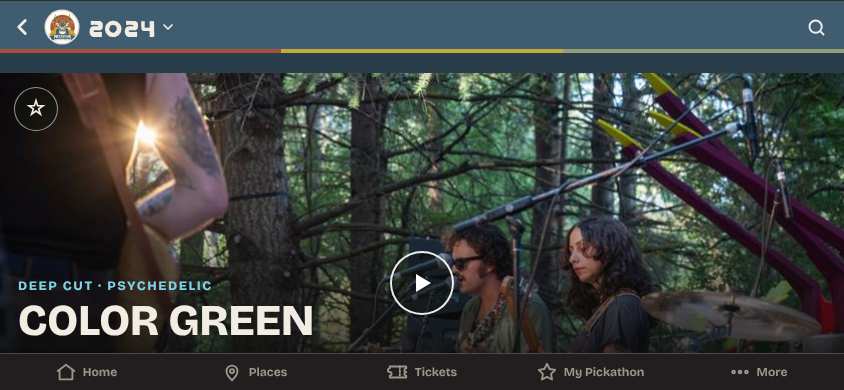 2024
DEEP CUT · PSYCHEDELIC
COLOR GREEN
Home
Places
Tickets
My Pickathon
More